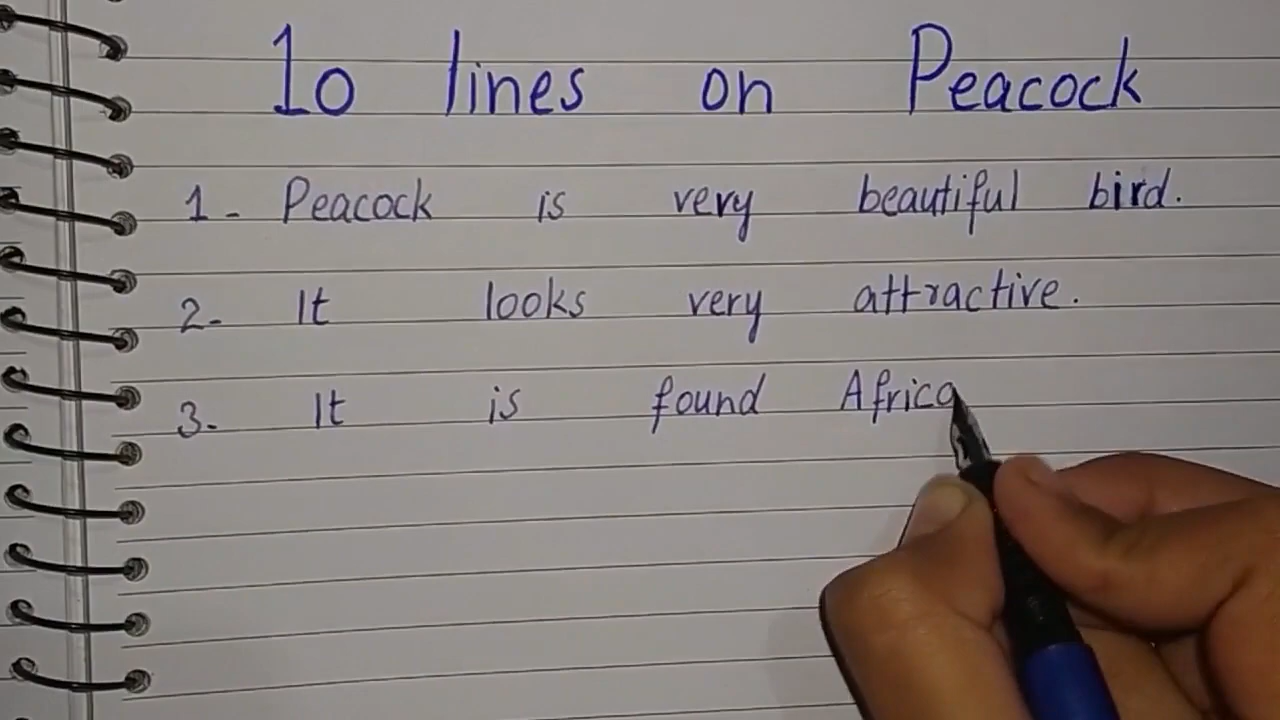 10 lines on Peacock
1- Peacock is very beautiful bird.
2- It looks very attractive.
3- It is found Africa